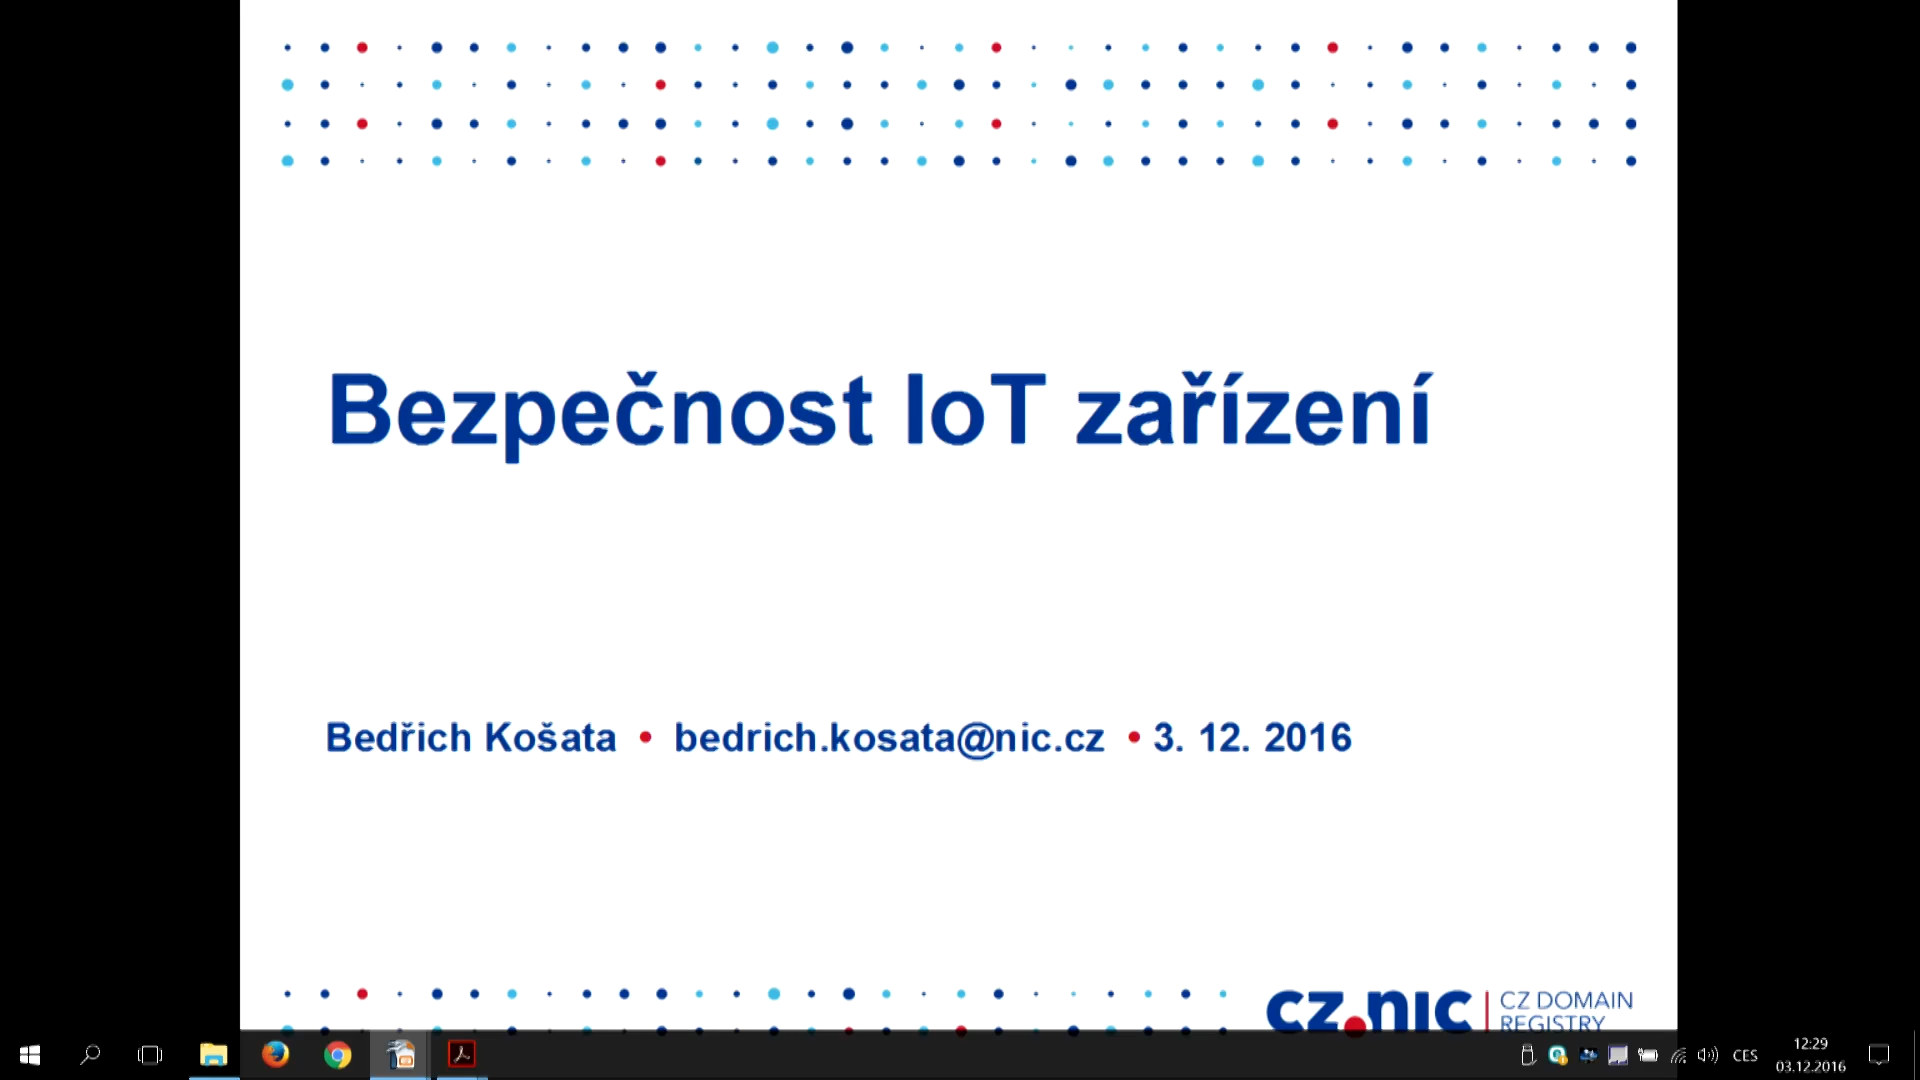 Bezpečnost IoT zařízení
Bedřich Košata • bedrich.kosata@nic.cz • 3. 12. 2016
cz.nic | CZ DOMAIN
REGISTRY
CES
12:29
03.12.2016